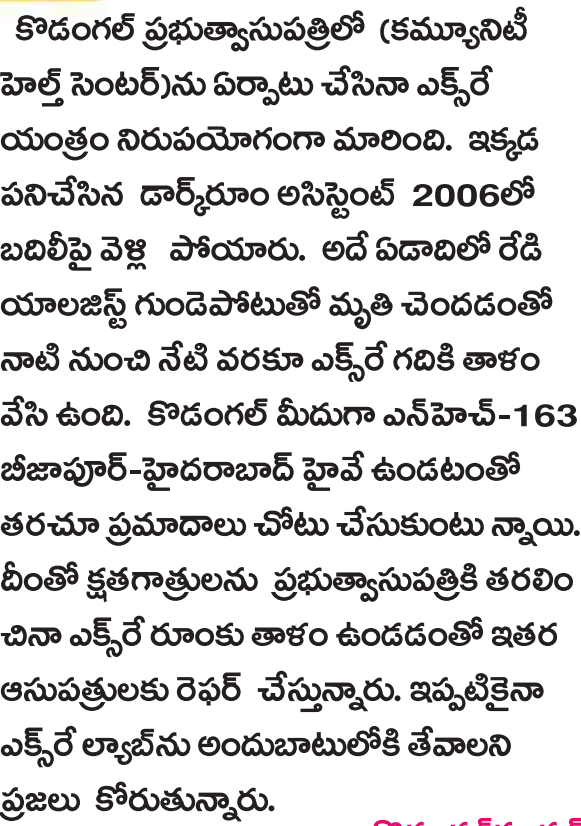 కొడంగల్ ప్రభుత్వాసుపత్రిలో (కమ్యూనిటీ
హెల్త్ సెంటర్)ను ఏర్పాటు చేసినా ఎక్స్‌రే
యంత్రం నిరుపయోగంగా మారింది. ఇక్కడ
పనిచేసిన డార్క్‌రూం అసిస్టెంట్ 2006లో
బదిలీపై వెళ్లి పోయారు. అదే ఏడాదిలో రేడి
యాలజిస్ట్ గుండెపోటుతో మృతి చెందడంతో
నాటి నుంచి నేటి వరకూ ఎక్స్‌రే గదికి తాళం
వేసి ఉంది. కొడంగల్ మీదుగా ఎన్‌హెచ్-163
బీజాపూర్-హైదరాబాద్ హైవే ఉండటంతో
తరచూ ప్రమాదాలు చోటు చేసుకుంటు న్నాయి.
దీంతో క్షతగాత్రులను ప్రభుత్వాసుపత్రికి తరలిం
చినా ఎక్స్‌రే రూంకు తాళం ఉండడంతో ఇతర
ఆసుపత్రులకు రెఫర్ చేస్తున్నారు. ఇప్పటికైనా
ఎక్స్‌రే ల్యాబ్‌ను అందుబాటులోకి తేవాలని
ప్రజలు కోరుతున్నారు.